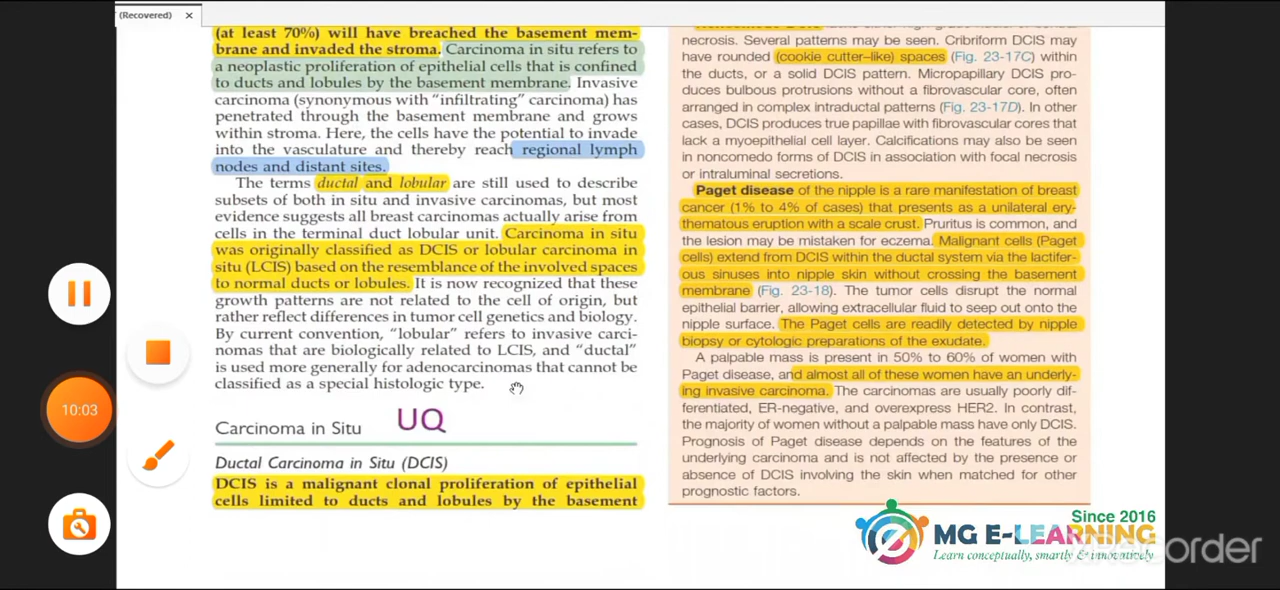 (Recovered)
(at least 70%) will have breached the basement mem-
brane and invaded the stroma. Carcinoma in situ refers to
a neoplastic proliferation of epithelial cells that is confined
to ducts and lobules by the basement membrane. Invasive
carcinoma (synonymous with “infiltrating” carcinoma) has
penetrated through the basement membrane and grows
within stroma. Here, the cells have the potential to invade
into the vasculature and thereby reach regional lymph
nodes and distant sites.
The terms ductal and lobular are still used to describe
subsets of both in situ and invasive carcinomas, but most
evidence suggests all breast carcinomas actually arise from
cells in the terminal duct lobular unit. Carcinoma in situ
was originally classified as DCIS or lobular carcinoma in
situ (LCIS) based on the resemblance of the involved spaces
to normal ducts or lobules. It is now recognized that these
growth patterns are not related to the cell of origin, but
rather reflect differences in tumor cell genetics and biology.
By current convention, “lobular” refers to invasive carci-
nomas that are biologically related to LCIS, and “ductal”
is used more generally for adenocarcinomas that cannot be
classified as a special histologic type.
Carcinoma in Situ UQ
Ductal Carcinoma in Situ (DCIS)
DCIS is a malignant clonal proliferation of epithelial
cells limited to ducts and lobules by the basement
necrosis. Several patterns may be seen. Cribriform DCIS may
have rounded (cookie cutter–like) spaces (Fig. 23-17C) within
the ducts, or a solid DCIS pattern. Micropapillary DCIS pro-
duces bulbous protrusions without a fibrovascular core, often
arranged in complex intraductal patterns (Fig. 23-17D). In other
cases, DCIS produces true papillae with fibrovascular cores that
lack a myoepithelial cell layer. Calcifications may also be seen
in noncomedo forms of DCIS in association with focal necrosis
or intraluminal secretions.
Paget disease of the nipple is a rare manifestation of breast
cancer (1% to 4% of cases) that presents as a unilateral ery-
thematous eruption with a scale crust. Pruritus is common, and
the lesion may be mistaken for eczema. Malignant cells (Paget
cells) extend from DCIS within the ductal system via the lactifer-
ous sinuses into nipple skin without crossing the basement
membrane (Fig. 23-18). The tumor cells disrupt the normal
epithelial barrier, allowing extracellular fluid to seep out onto the
nipple surface. The Paget cells are readily detected by nipple
biopsy or cytologic preparations of the exudate.
A palpable mass is present in 50% to 60% of women with
Paget disease, and almost all of these women have an underly-
ing invasive carcinoma. The carcinomas are usually poorly dif-
ferentiated, ER-negative, and overexpress HER2. In contrast,
the majority of women without a palpable mass have only DCIS.
Prognosis of Paget disease depends on the features of the
underlying carcinoma and is not affected by the presence or
absence of DCIS involving the skin when matched for other
prognostic factors.
10:03
Since 2016
MG E-LEARNING
Learn conceptually, smartly & innovatively